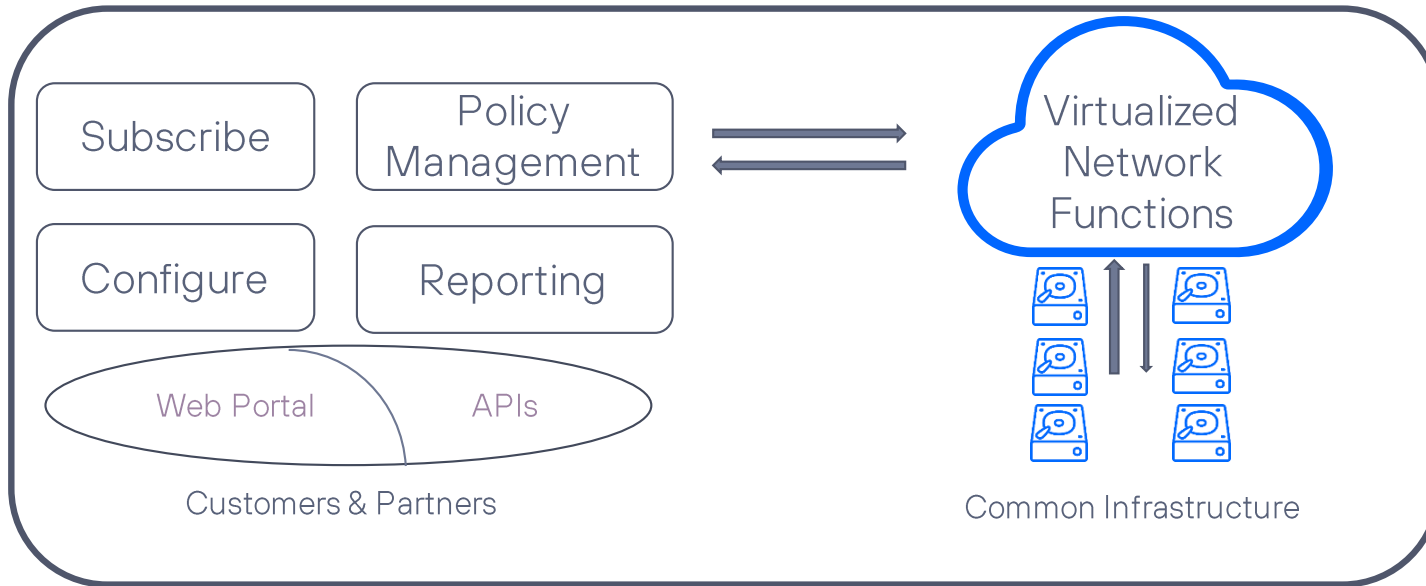 Subscribe
Policy
Management
Configure
Reporting
Web Portal
APIs
Customers & Partners
Virtualized
Network
Functions
Common Infrastructure